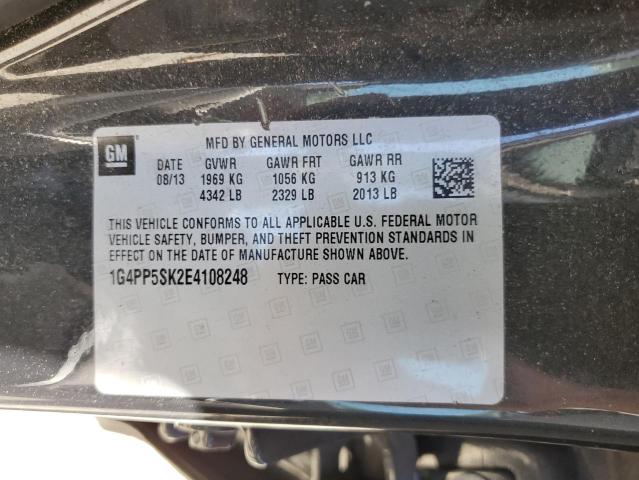 GM
MFD BY GENERAL MOTORS LLC
DATE GVWR GAWR FRT GAWR RR
08/13 1969 KG 1056 KG 913 KG
4342 LB 2329 LB 2013 LB
THIS VEHICLE CONFORMS TO ALL APPLICABLE U.S. FEDERAL MOTOR
VEHICLE SAFETY, BUMPER, AND THEFT PREVENTION STANDARDS IN
EFFECT ON THE DATE OF MANUFACTURE SHOWN ABOVE.
1G4PP5SK2E4108248 TYPE: PASS CAR